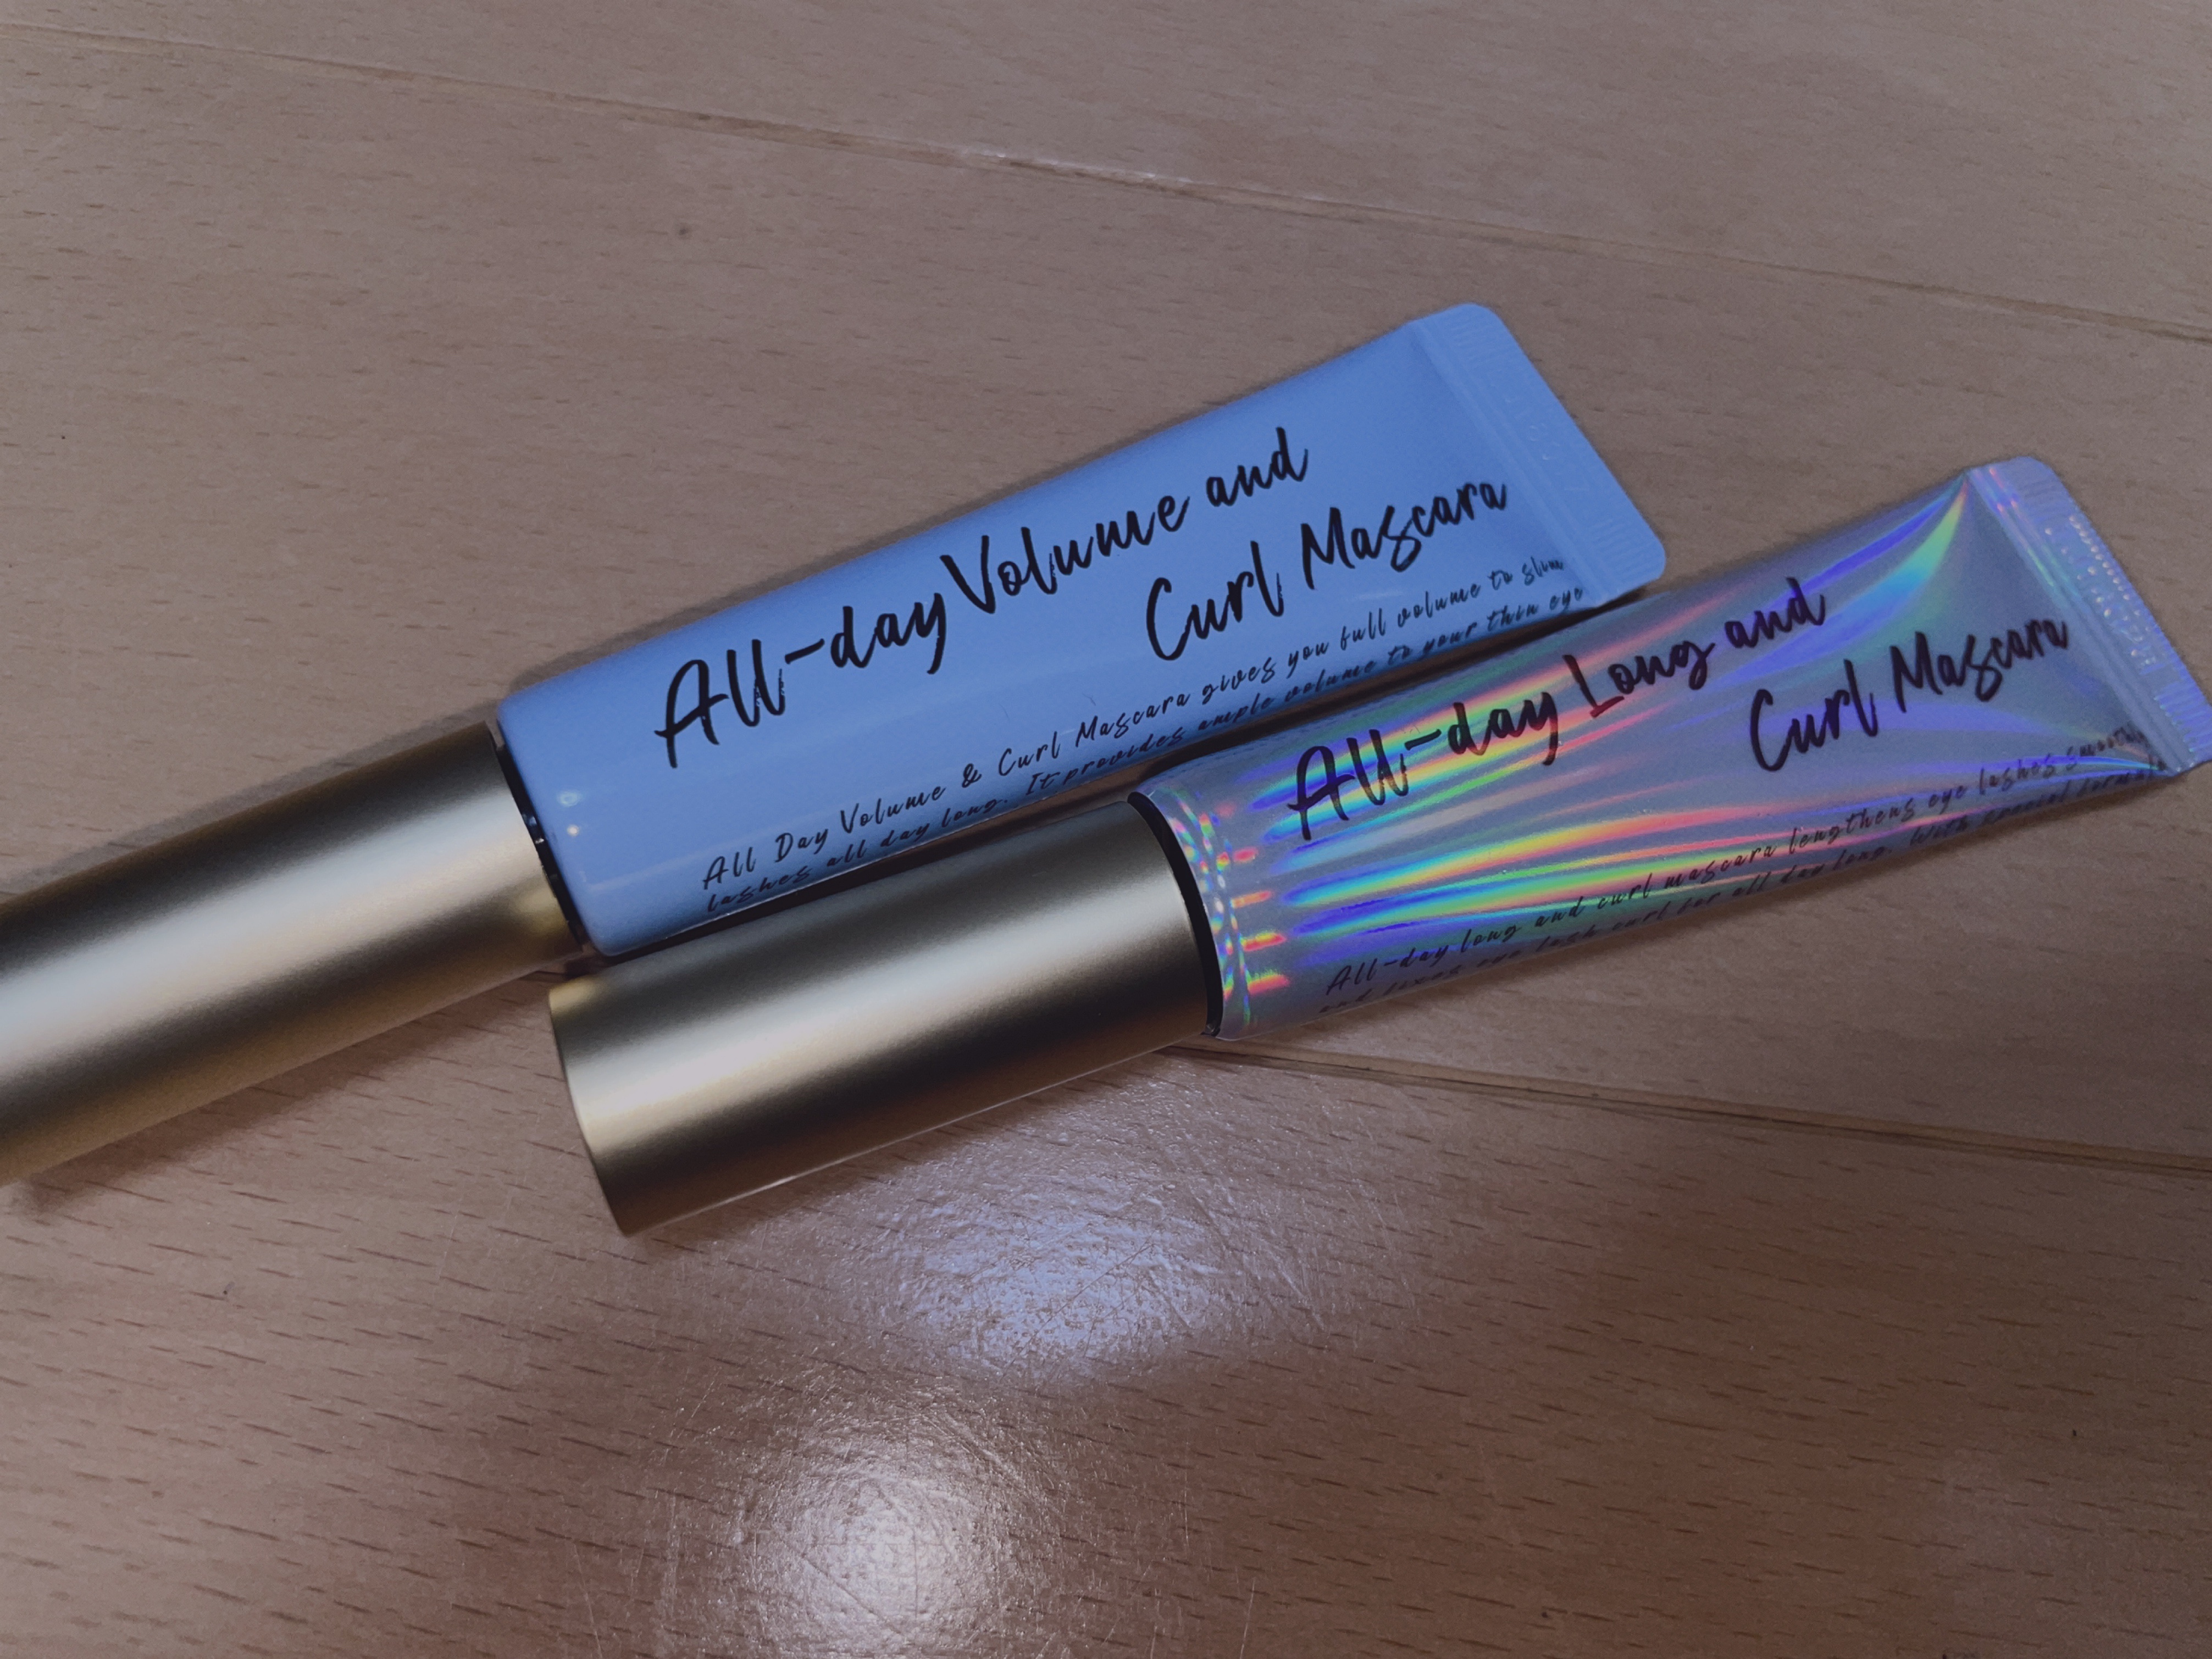 All-day Volume and
Curl Mascara
All Day Volume & Curl Mascara gives you full volume to slim
lashes all day long. It provides ample volume to your thin eye
All-day Long and
Curl Mascara
All-day long and curl mascara lengthens eye lashes smoothly
and fixes eye lash curl for all day long. With special formula